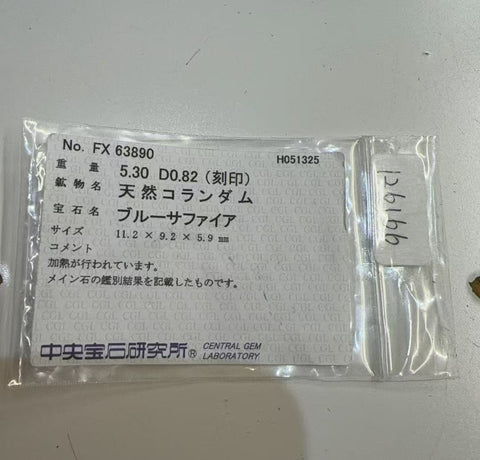 No. FX 63890
H051325
重量 5.30 D0.82 (刻印)
鉱物名 天然コランダム
宝石名 ブルーサファイア
サイズ 11.2 × 9.2 × 5.9 mm
コメント
加熱が行われています。
メイン石の鑑別結果を記載したものです。
中央宝石研究所® CENTRAL GEM LABORATORY